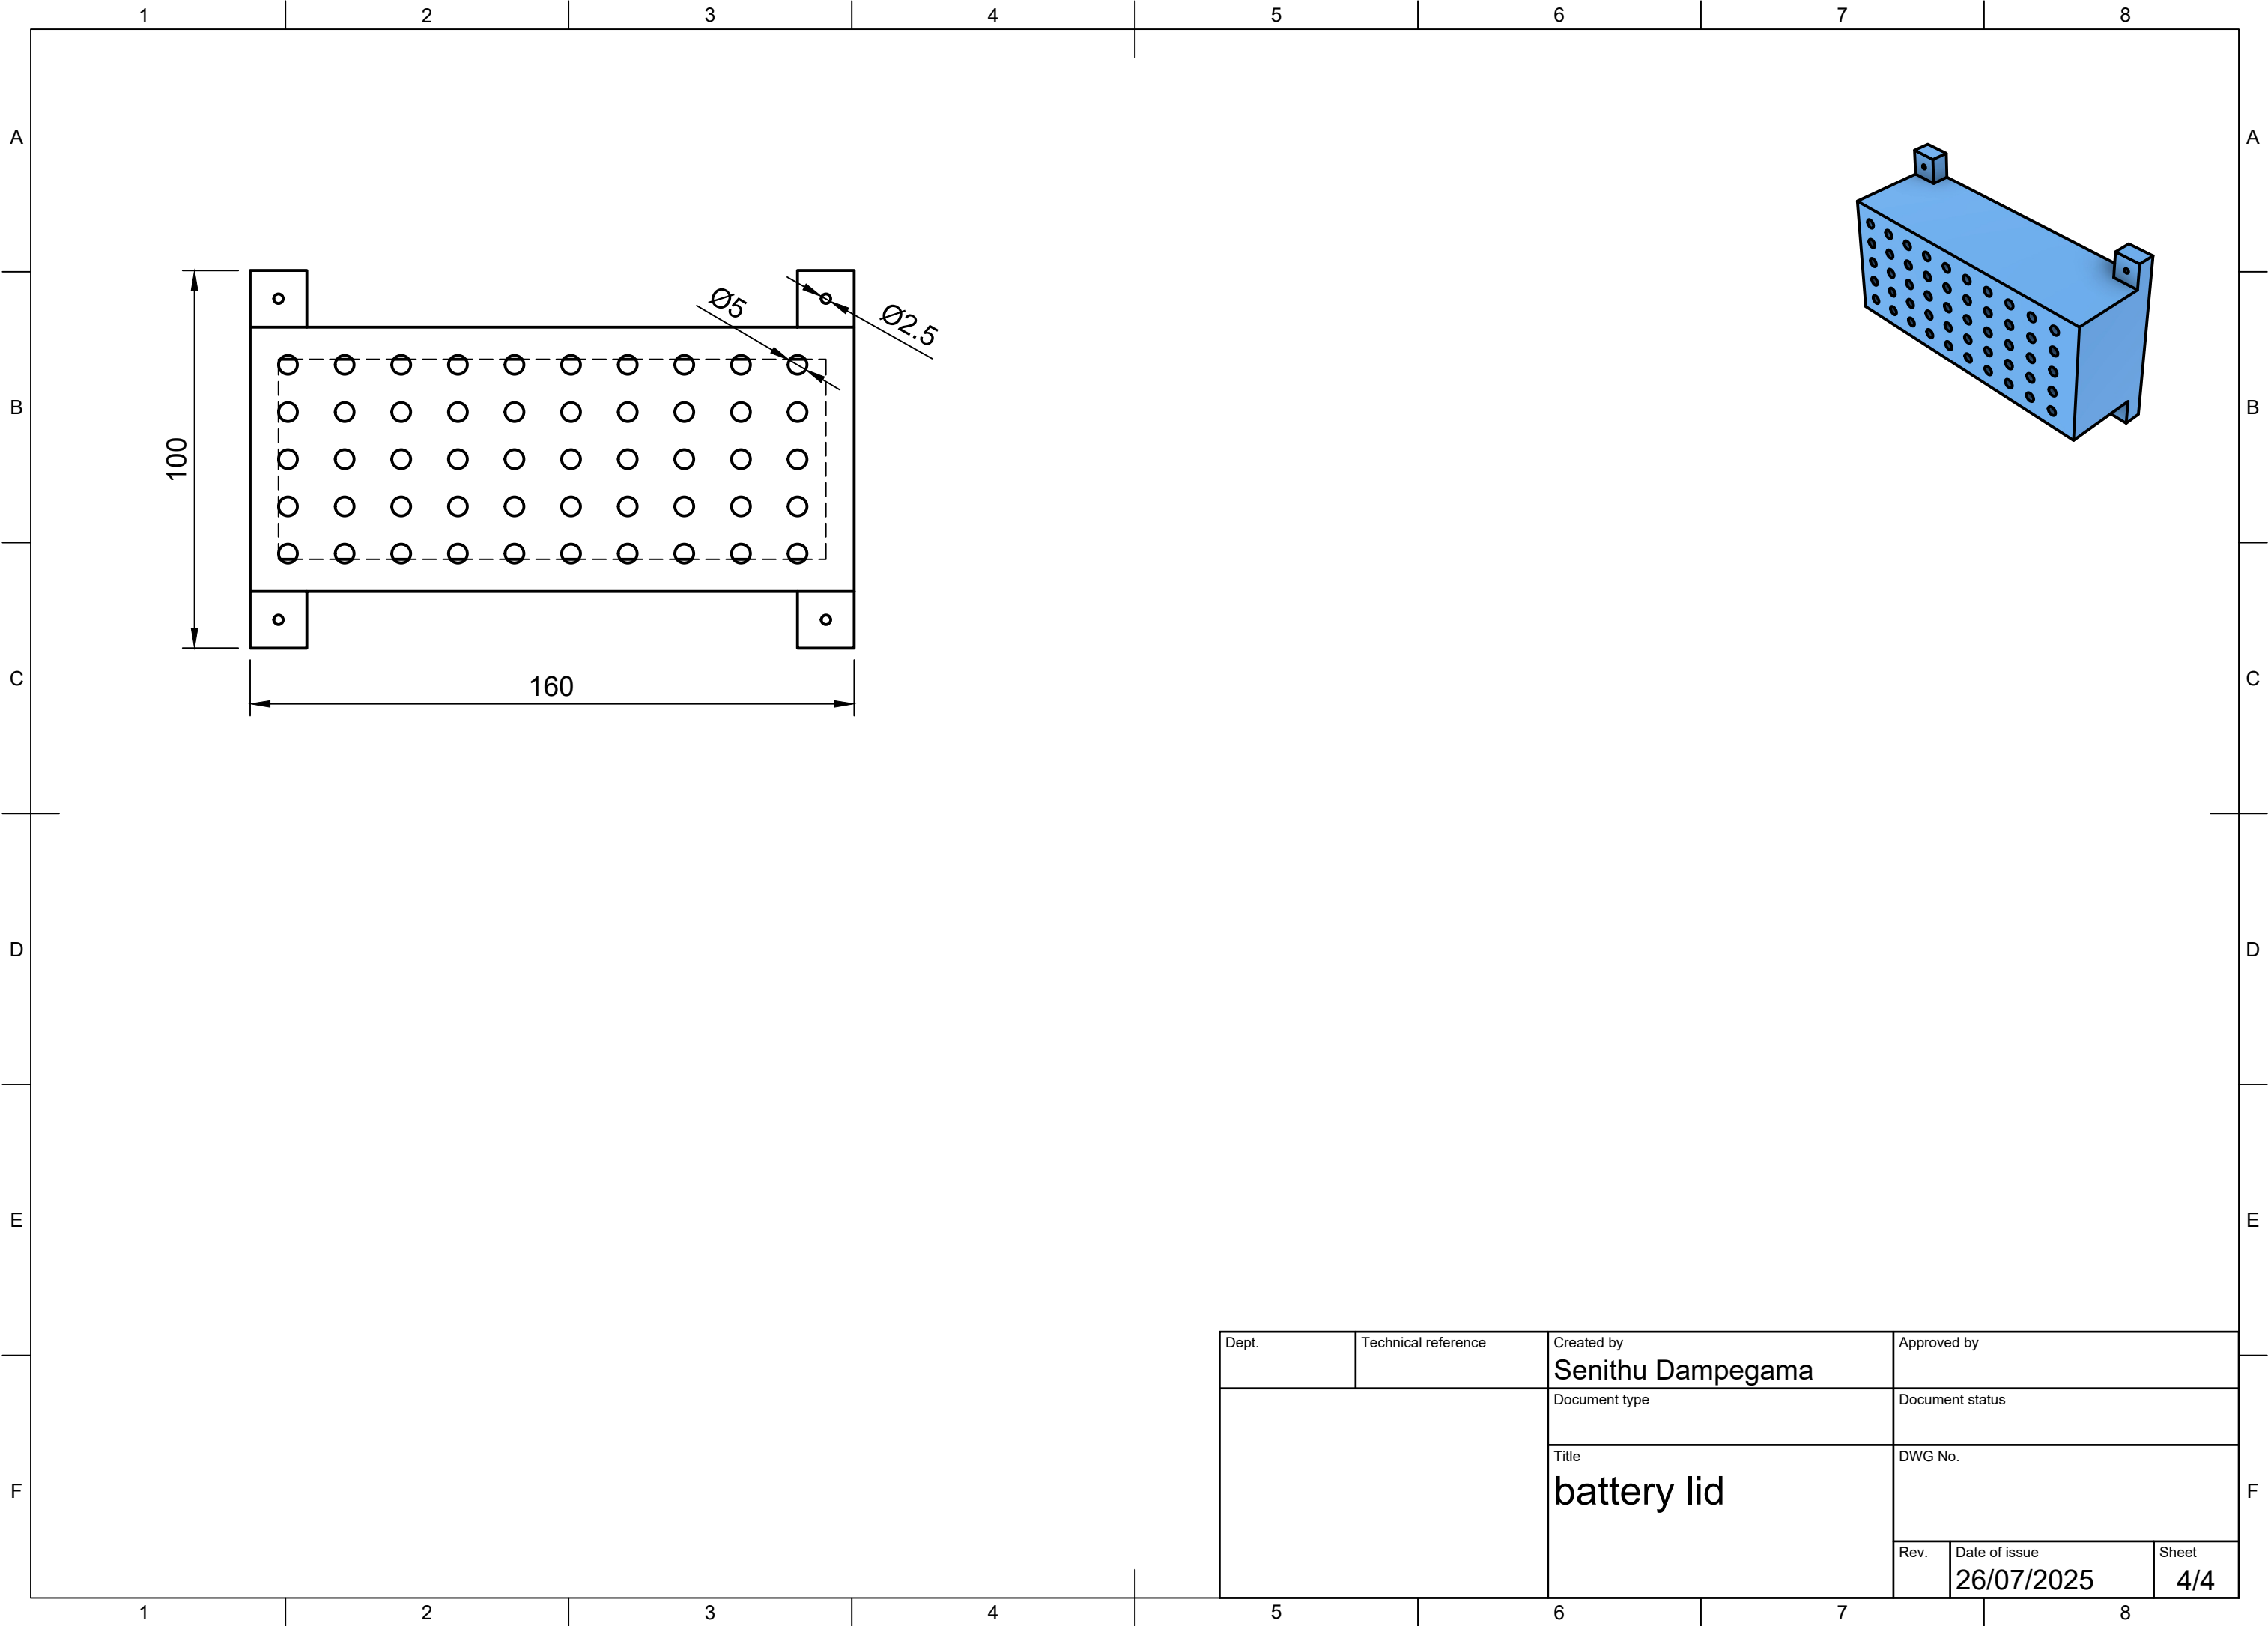 1 2 3 4 5 6 7 8
A A
B B
C C
D D
E E
F F
Ø5
Ø2.5
100
160
Dept.
Technical reference
Created by
Senithu Dampegama
Approved by
Document type
Document status
Title
battery lid
DWG No.
Rev.
Date of issue
26/07/2025
Sheet
4/4
1 2 3 4 5 6 7 8